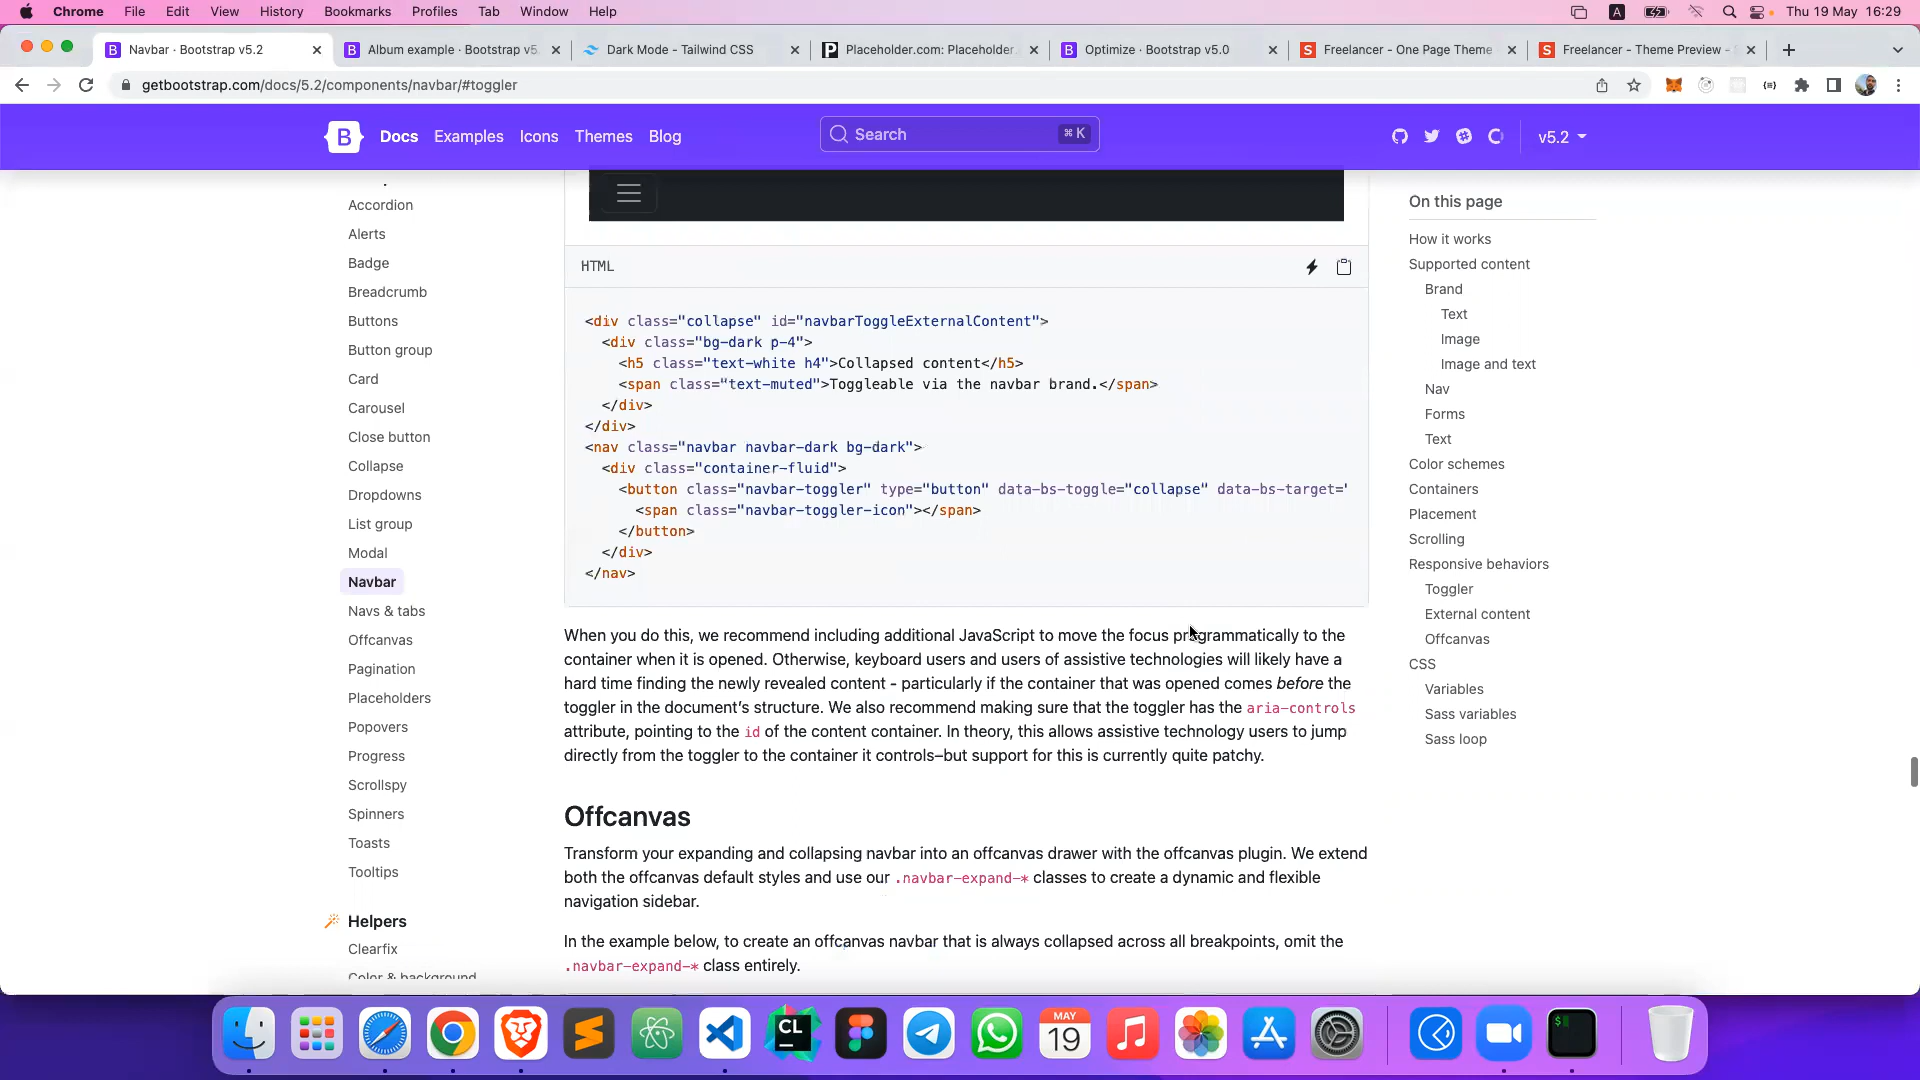 Chrome File Edit View History Bookmarks Profiles Tab Window Help A Thu 19 May 16:29
B Navbar · Bootstrap v5.2 B Album example · Bootstrap v5. Dark Mode - Tailwind CSS P Placeholder.com: Placeholder B Optimize · Bootstrap v5.0 S Freelancer - One Page Theme S Freelancer - Theme Preview -
getbootstrap.com/docs/5.2/components/navbar/#toggler
B Docs Examples Icons Themes Blog Search ⌘ K v5.2
Accordion
Alerts
Badge
Breadcrumb
Buttons
Button group
Card
Carousel
Close button
Collapse
Dropdowns
List group
Modal
Navbar
Navs & tabs
Offcanvas
Pagination
Placeholders
Popovers
Progress
Scrollspy
Spinners
Toasts
Tooltips
Helpers
Clearfix
Color & background
HTML
<div class="collapse" id="navbarToggleExternalContent">
<div class="bg-dark p-4">
<h5 class="text-white h4">Collapsed content</h5>
<span class="text-muted">Toggleable via the navbar brand.</span>
</div>
</div>
<nav class="navbar navbar-dark bg-dark">
<div class="container-fluid">
<button class="navbar-toggler" type="button" data-bs-toggle="collapse" data-bs-target='
<span class="navbar-toggler-icon"></span>
</button>
</div>
</nav>
When you do this, we recommend including additional JavaScript to move the focus programmatically to the
container when it is opened. Otherwise, keyboard users and users of assistive technologies will likely have a
hard time finding the newly revealed content - particularly if the container that was opened comes before the
toggler in the document's structure. We also recommend making sure that the toggler has the aria-controls
attribute, pointing to the id of the content container. In theory, this allows assistive technology users to jump
directly from the toggler to the container it controls–but support for this is currently quite patchy.
Offcanvas
Transform your expanding and collapsing navbar into an offcanvas drawer with the offcanvas plugin. We extend
both the offcanvas default styles and use our .navbar-expand-* classes to create a dynamic and flexible
navigation sidebar.
In the example below, to create an offcanvas navbar that is always collapsed across all breakpoints, omit the
.navbar-expand-* class entirely.
On this page
How it works
Supported content
Brand
Text
Image
Image and text
Nav
Forms
Text
Color schemes
Containers
Placement
Scrolling
Responsive behaviors
Toggler
External content
Offcanvas
CSS
Variables
Sass variables
Sass loop
CL
MAY
19
$